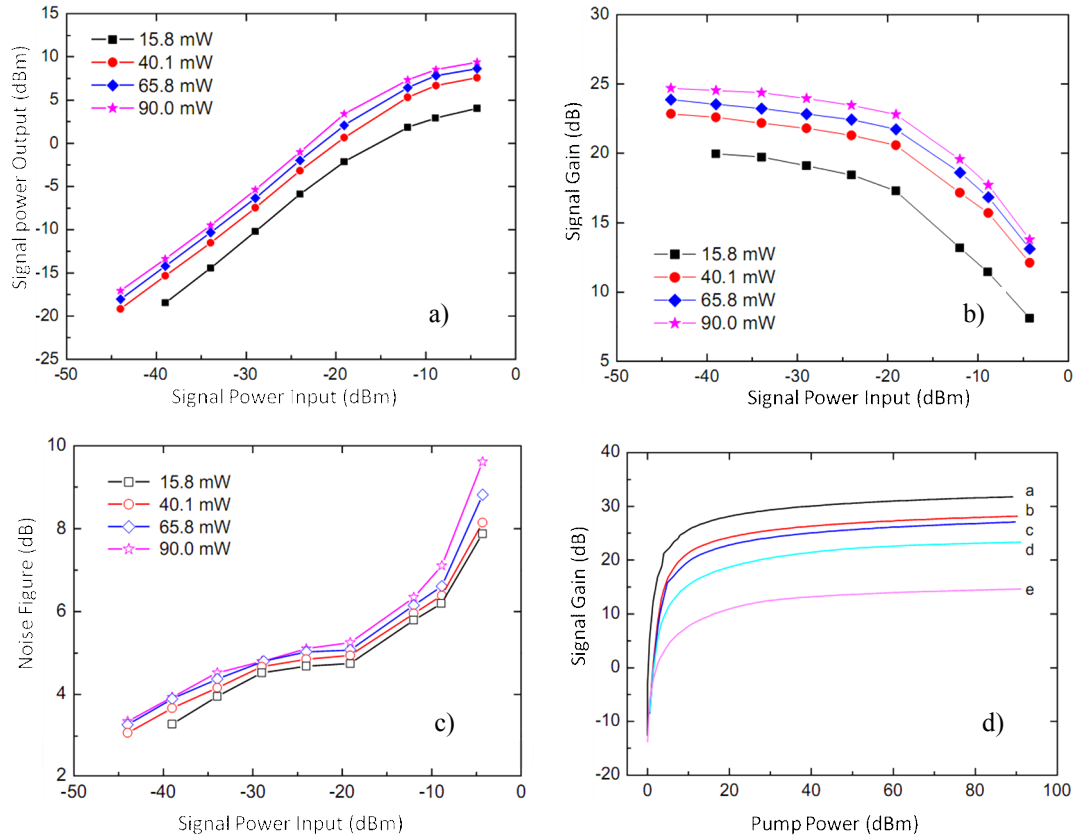 15
10
5
0
-5
-10
-15
-20
-25
Signal power Output (dBm)
15.8 mW
40.1 mW
65.8 mW
90.0 mW
a)
-50
-40
-30
-20
-10
0
Signal Power Input (dBm)
30
25
20
15
10
5
Signal Gain (dB)
15.8 mW
40.1 mW
65.8 mW
90.0 mW
b)
-50
-40
-30
-20
-10
0
Signal Power Input (dBm)
10
8
6
4
2
Noise Figure (dB)
15.8 mW
40.1 mW
65.8 mW
90.0 mW
c)
-50
-40
-30
-20
-10
0
Signal Power Input (dBm)
40
30
20
10
0
-10
-20
Signal Gain (dB)
a
b
c
d
e
d)
0
20
40
60
80
100
Pump Power (dBm)